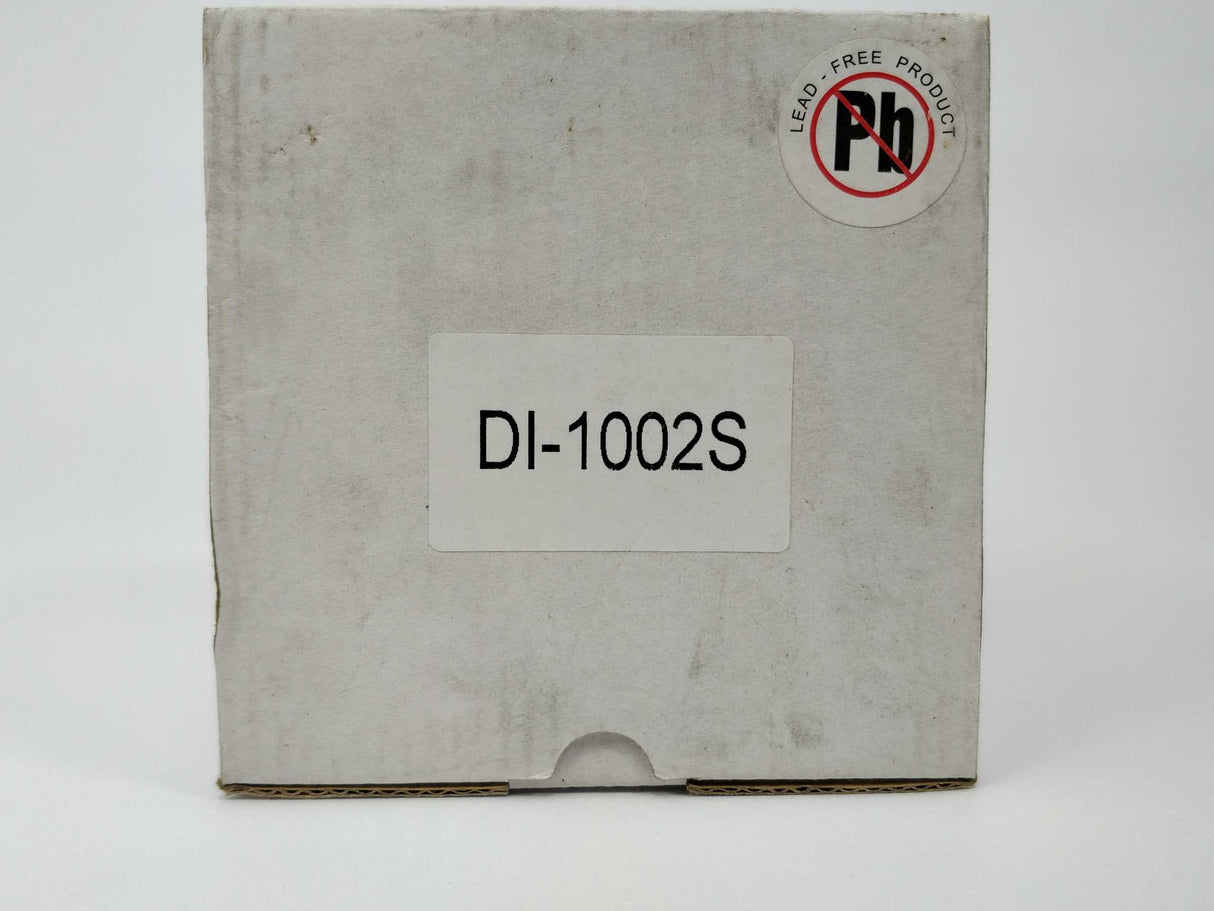 LEAD - FREE PRODUCT
Pb
DI-1002S